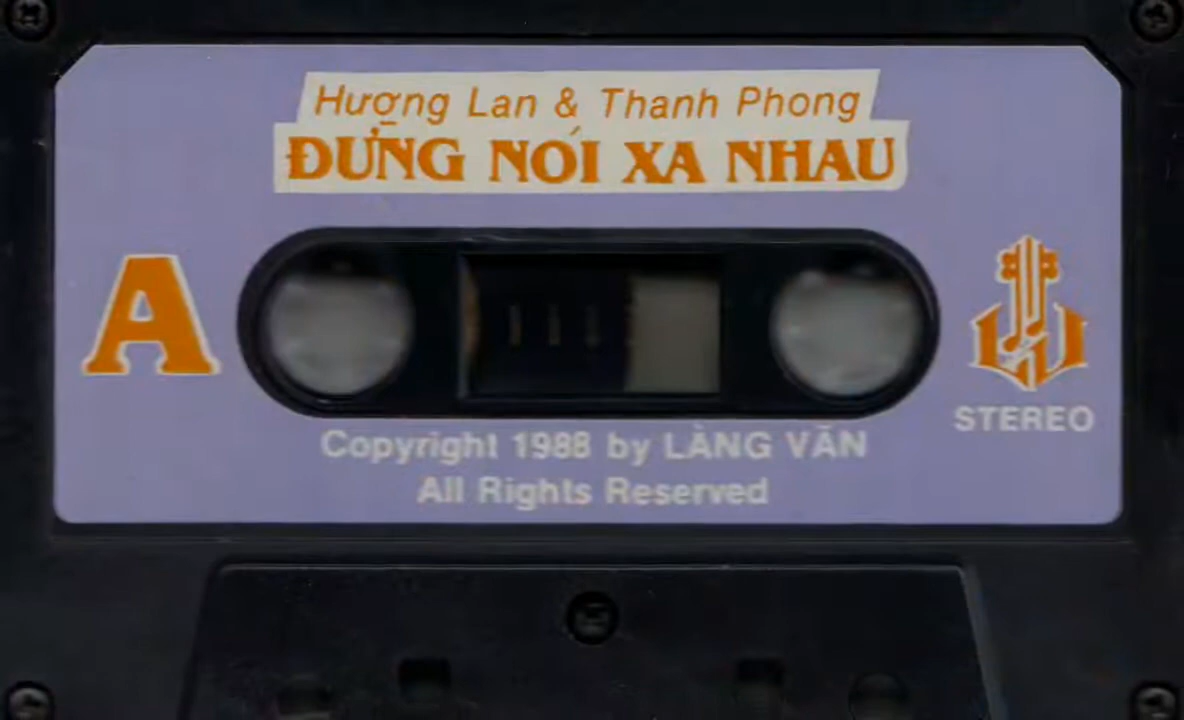 Hương Lan & Thanh Phong
ĐỪNG NÓI XA NHAU
A
STEREO
Copyright 1988 by LÀNG VĂN
All Rights Reserved